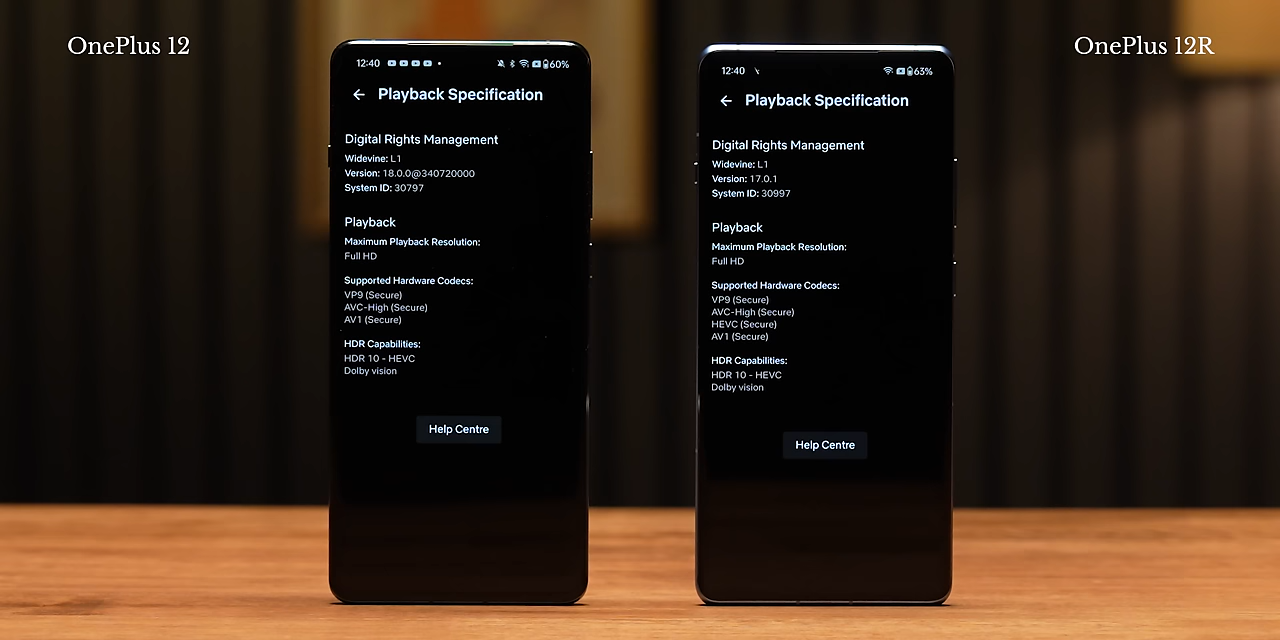 OnePlus 12
OnePlus 12R
12:40
60%
Playback Specification
Digital Rights Management
Widevine: L1
Version: 18.0.0@340720000
System ID: 30797
Playback
Maximum Playback Resolution:
Full HD
Supported Hardware Codecs:
VP9 (Secure)
AVC-High (Secure)
AV1 (Secure)
HDR Capabilities:
HDR 10 - HEVC
Dolby vision
Help Centre
12:40
63%
Playback Specification
Digital Rights Management
Widevine: L1
Version: 17.0.1
System ID: 30997
Playback
Maximum Playback Resolution:
Full HD
Supported Hardware Codecs:
VP9 (Secure)
AVC-High (Secure)
HEVC (Secure)
AV1 (Secure)
HDR Capabilities:
HDR 10 - HEVC
Dolby vision
Help Centre